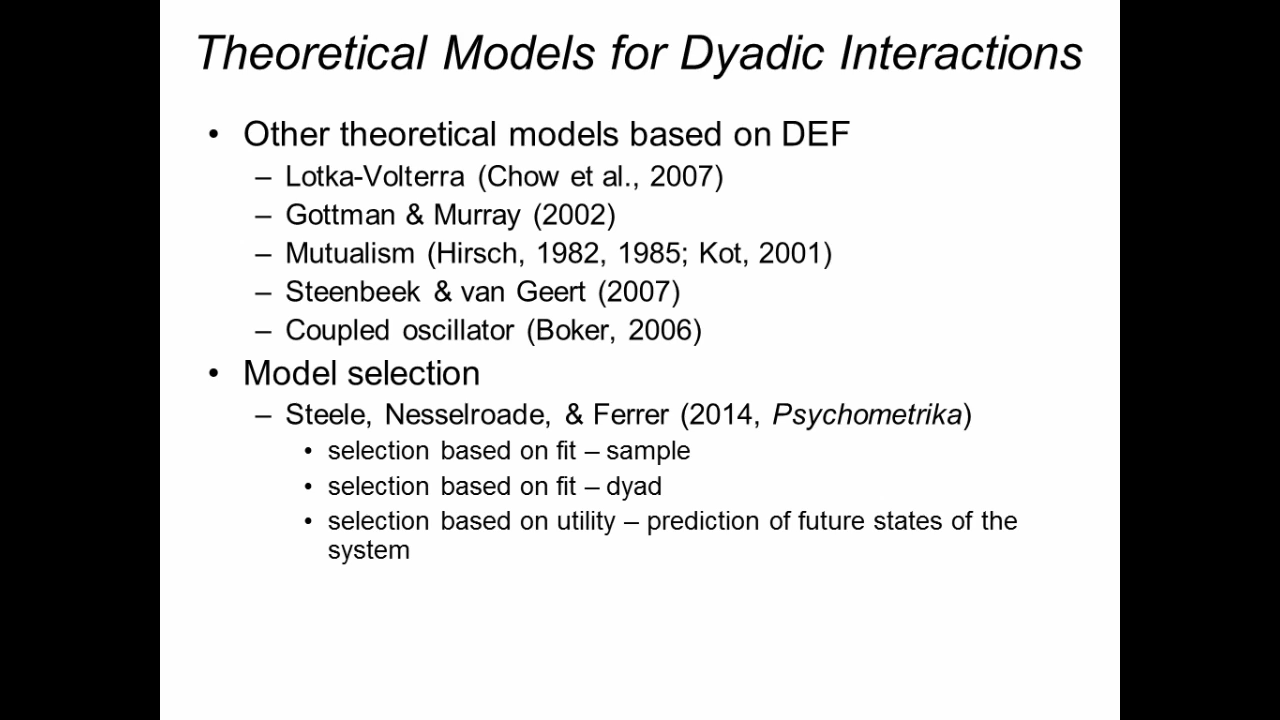 Theoretical Models for Dyadic Interactions
• Other theoretical models based on DEF
– Lotka-Volterra (Chow et al., 2007)
– Gottman & Murray (2002)
– Mutualism (Hirsch, 1982, 1985; Kot, 2001)
– Steenbeek & van Geert (2007)
– Coupled oscillator (Boker, 2006)
• Model selection
– Steele, Nesselroade, & Ferrer (2014, Psychometrika)
• selection based on fit – sample
• selection based on fit – dyad
• selection based on utility – prediction of future states of the
system